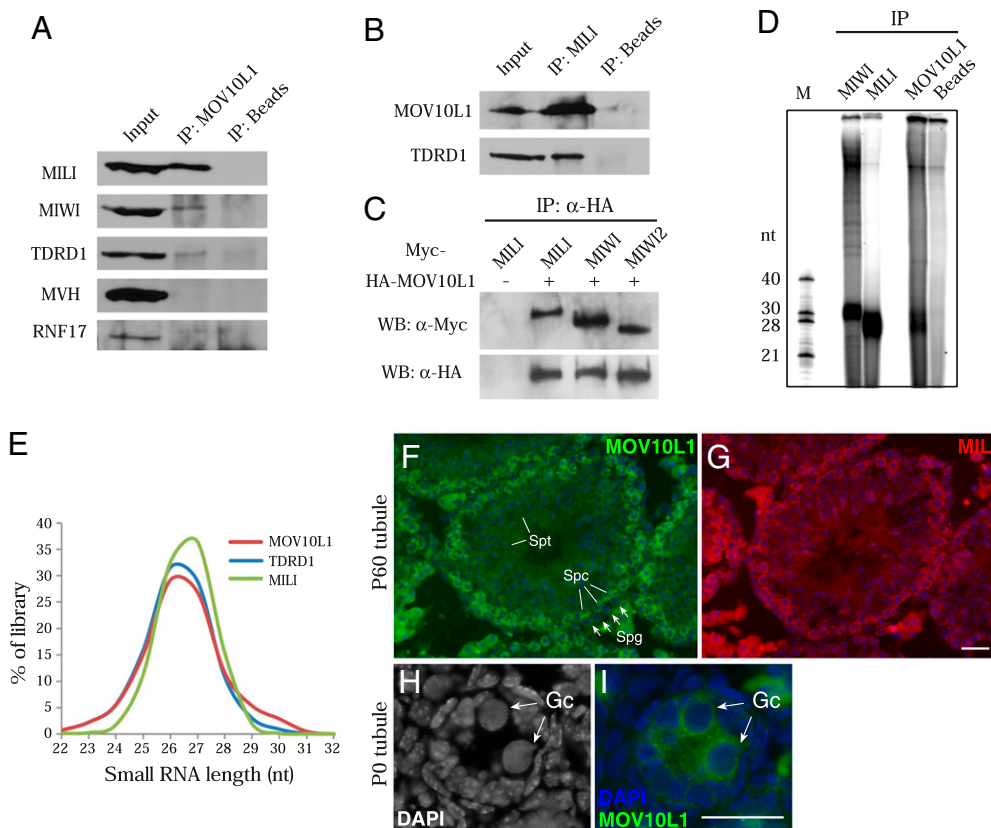 A
Input
IP: MOV10L1
IP: Beads
MILI
MIWI
TDRD1
MVH
RNF17
B
Input
IP: MILI
IP: Beads
MOV10L1
TDRD1
C
IP: α-HA
Myc-
MILI
MILI
MIWI
MIWI2
HA-MOV10L1
-
+
+
+
WB: α-Myc
WB: α-HA
D
IP
M
MIWI
MILI
MOV10L1
Beads
nt
40
30
28
21
E
% of library
40
35
30
25
20
15
10
5
0
22
23
24
25
26
27
28
29
30
31
32
Small RNA length (nt)
MOV10L1
TDRD1
MILI
P60 tubule
F
MOV10L1
Spt
Spc
Spg
G
MIL
P0 tubule
H
Gc
DAPI
I
Gc
DAPI
MOV10L1